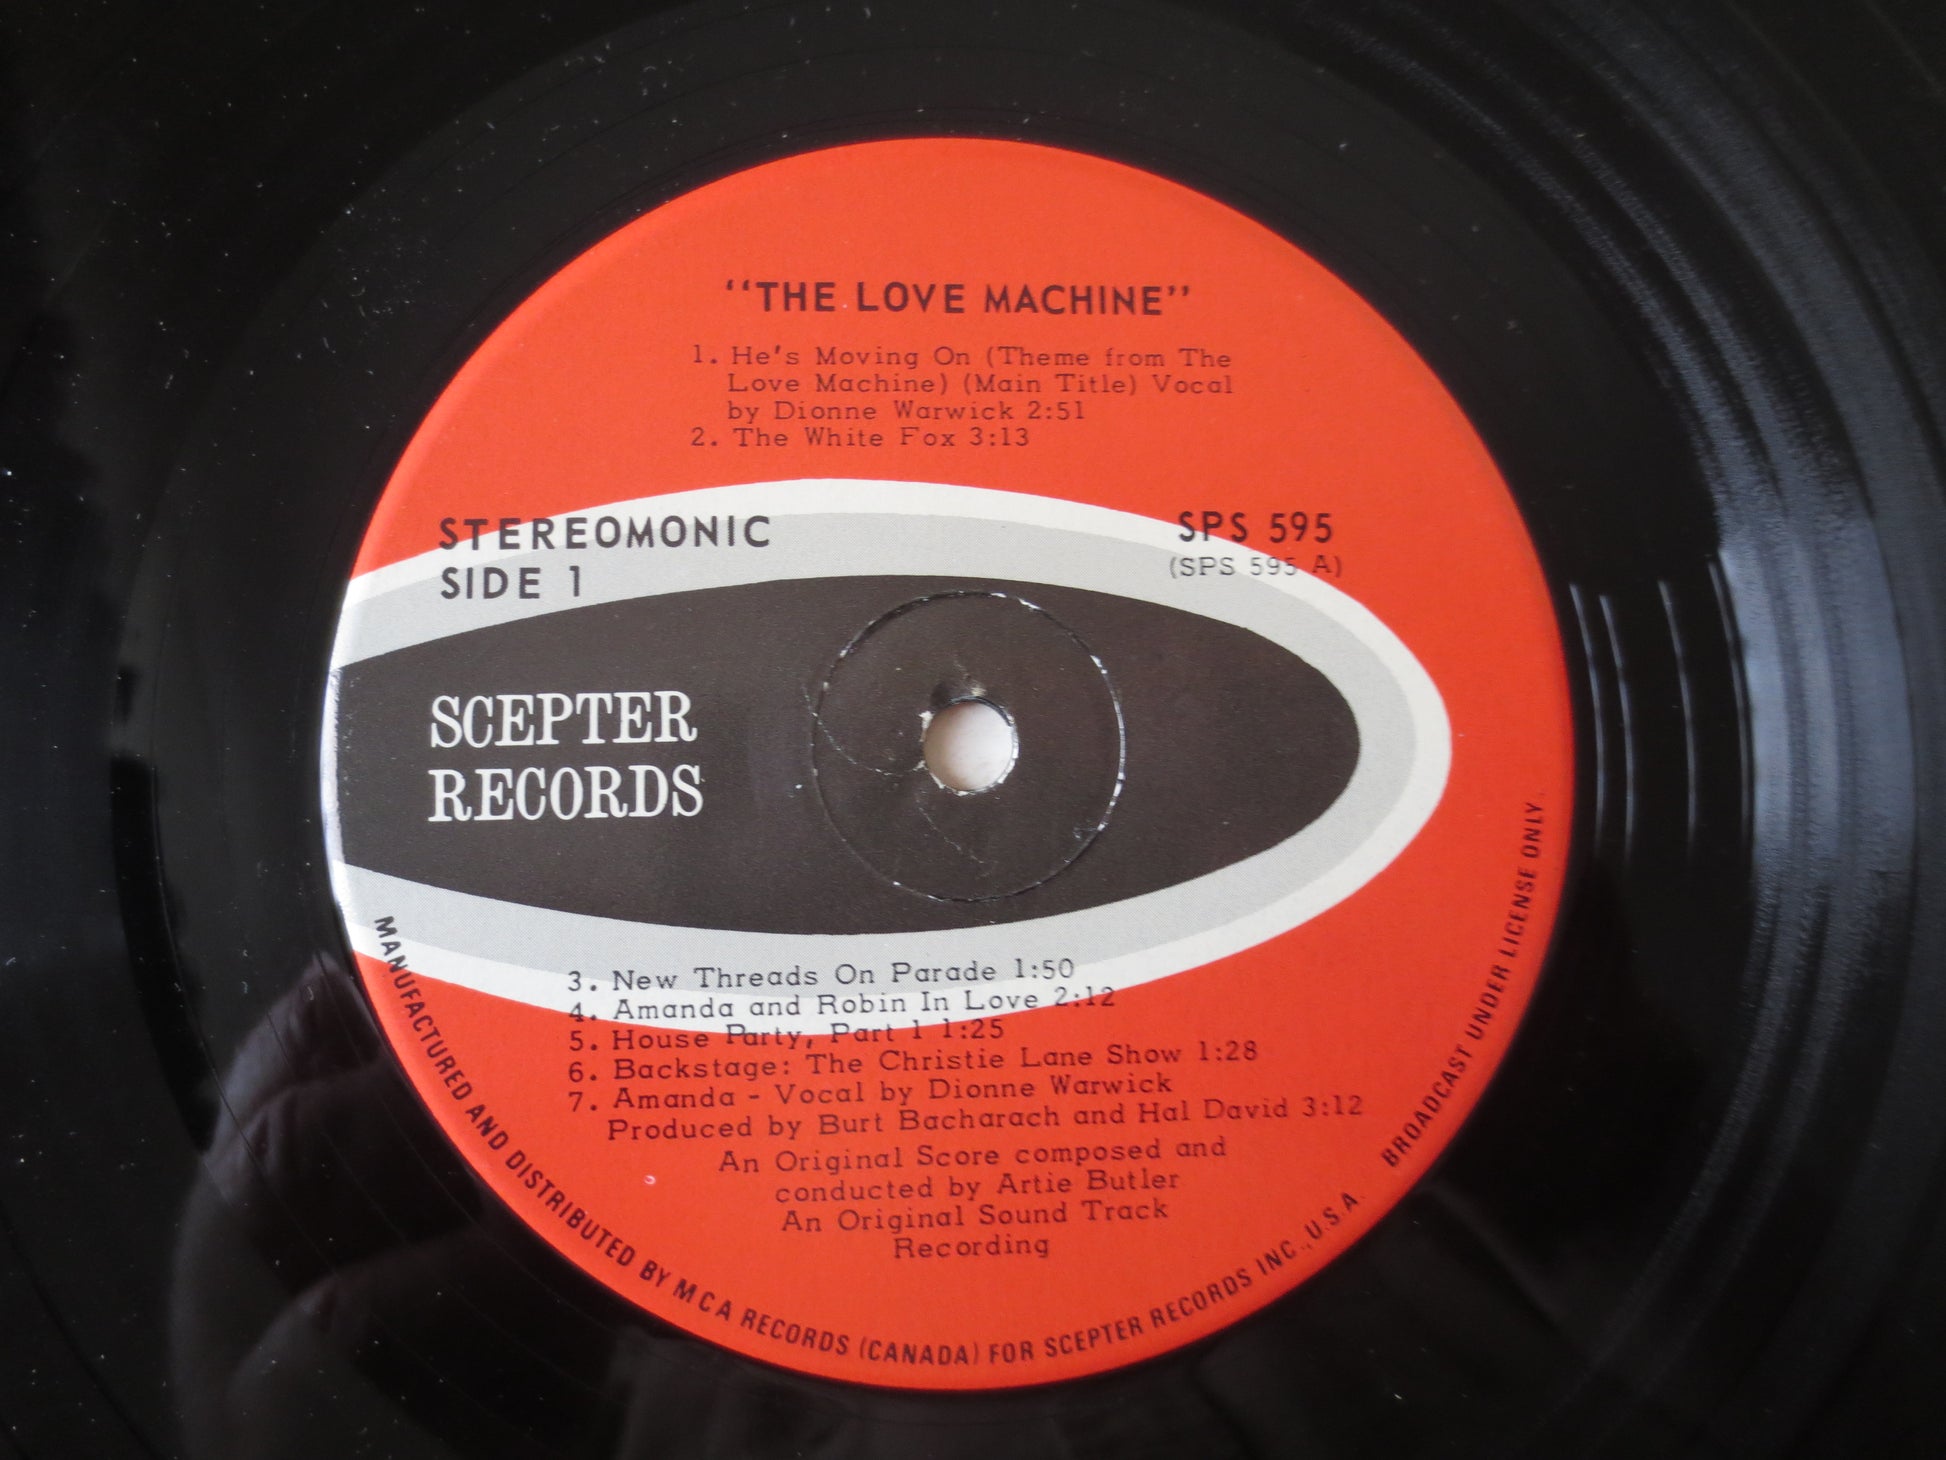 "THE LOVE MACHINE"
1. He's Moving On (Theme from The
Love Machine) (Main Title) Vocal
by Dionne Warwick 2:51
2. The White Fox 3:13
STEREOMONIC
SIDE 1
SPS 595
(SPS 595 A)
SCEPTER
RECORDS
3. New Threads On Parade 1:50
4. Amanda and Robin In Love 2:12
5. House Party, Part 1 1:25
6. Backstage: The Christie Lane Show 1:28
7. Amanda - Vocal by Dionne Warwick
Produced by Burt Bacharach and Hal David 3:12
An Original Score composed and
conducted by Artie Butler
An Original Sound Track
Recording
MANUFACTURED AND DISTRIBUTED BY MCA RECORDS (CANADA) FOR SCEPTER RECORDS INC., U.S.A. BROADCAST UNDER LICENSE ONLY.